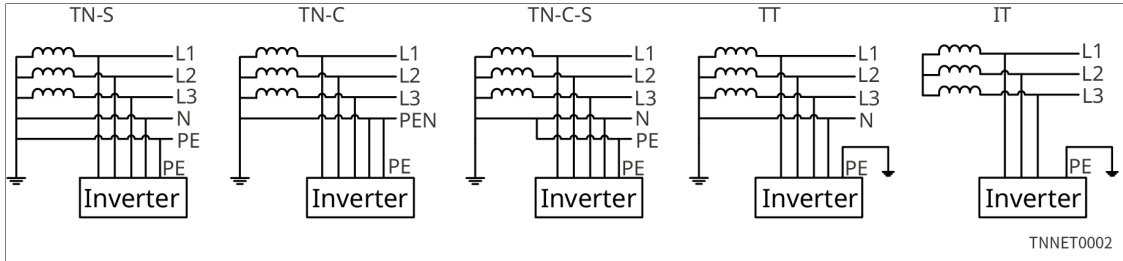 TN-S
TN-C
TN-C-S
TT
IT
L1
L2
L3
N
PE
PE
Inverter
L1
L2
L3
PEN
PE
Inverter
L1
L2
L3
N
PE
PE
Inverter
L1
L2
L3
N
PE
Inverter
L1
L2
L3
PE
Inverter
TNNET0002